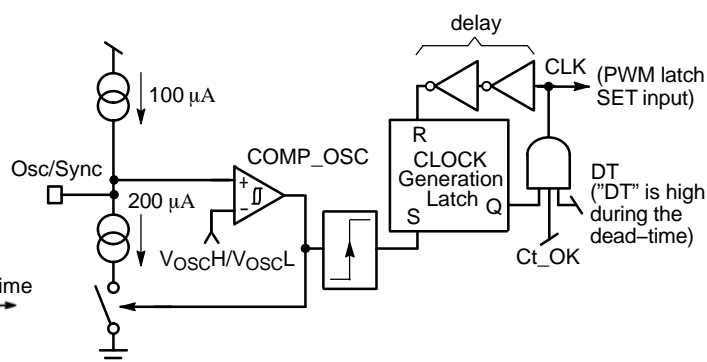 delay
CLK
(PWM latch
SET input)
100 µA
R
CLOCK
Generation
Latch
S
Q
COMP_OSC
Osc/Sync
+
−
200 µA
VOSCH/VOSCL
DT
("DT" is high
during the
dead−time)
Ct_OK
ime